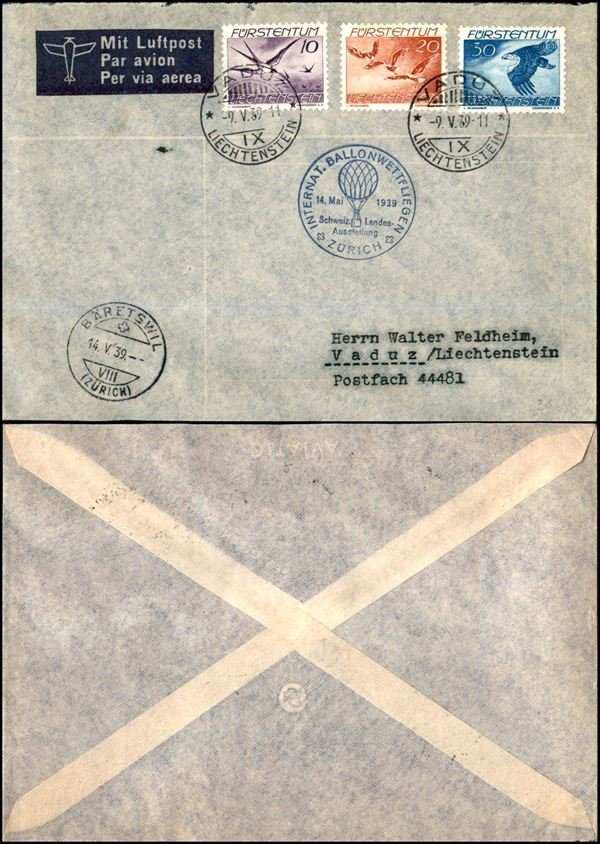 Mit Luftpost
Par avion
Per via aerea
FÜRSTENTUM
10
LIECHTENSTEIN
FÜRSTENTUM
20
LIECHTENSTEIN
FÜRSTENTUM
30
LIECHTENSTEIN
VADUZ
-9.V.39-11
IX
LIECHTENSTEIN
VADUZ
-9.V.39-11
IX
LIECHTENSTEIN
INTERNAT. BALLONWETTFLIEGEN
14. Mai 1939
Schweiz. Landes-
Ausstellung
ZÜRICH
BÄRETSWIL
14.V.39.--
VIII
(ZÜRICH)
Herrn Walter Feldheim,
Vaduz/Liechtenstein
Postfach 44481
AVIATIC